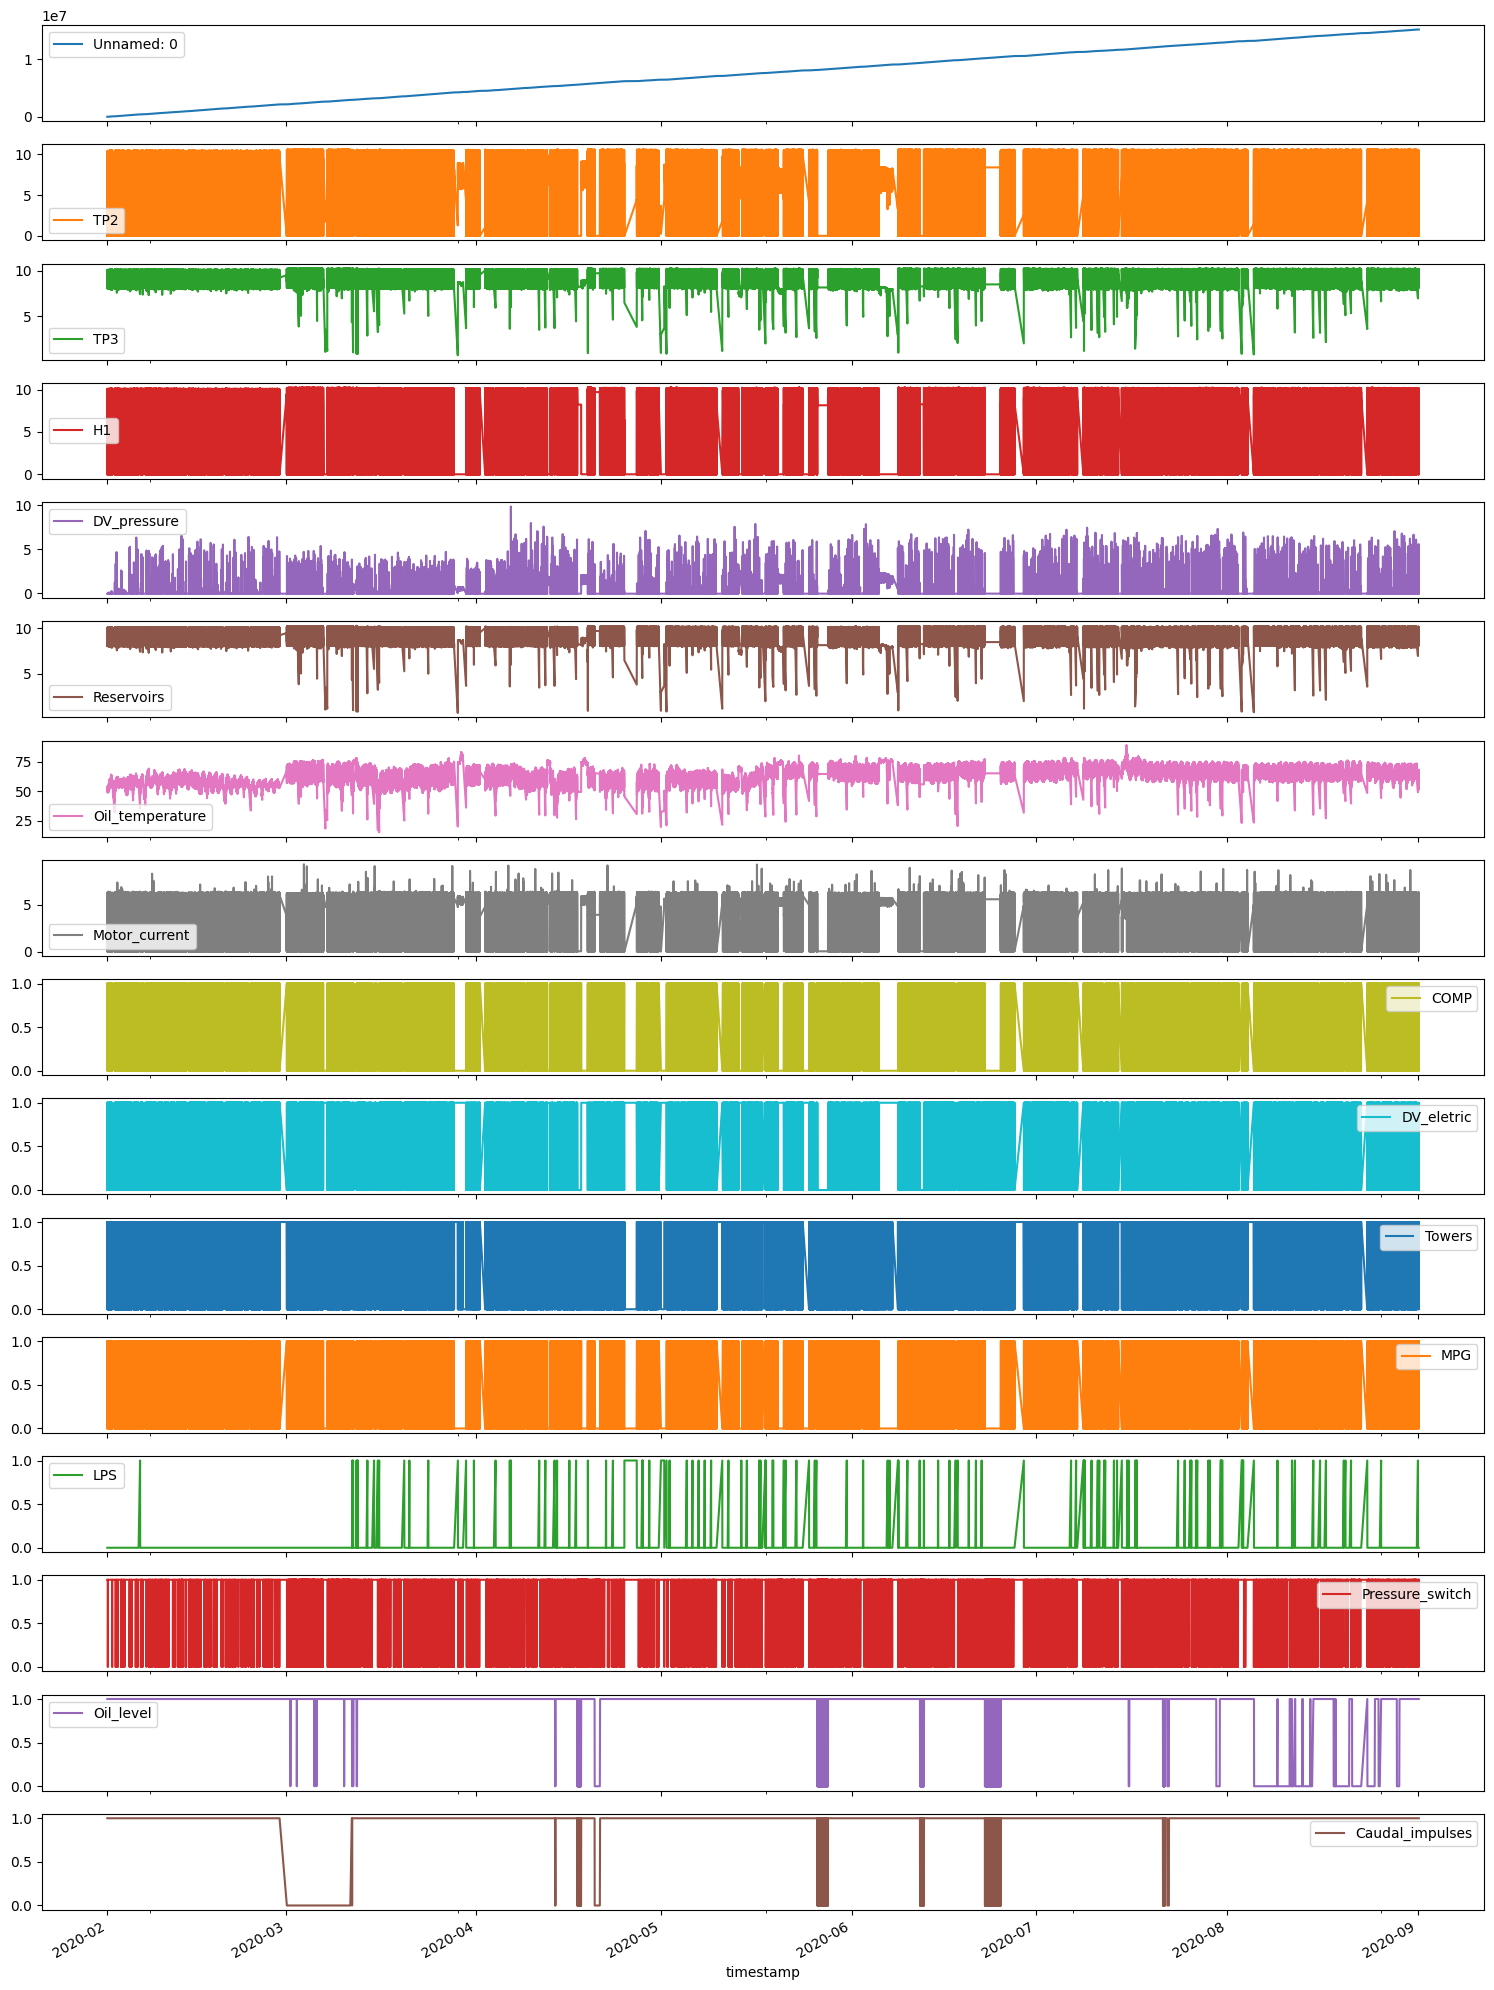 1e7
Unnamed: 0
1
0
10
5
0
TP2
10
5
TP3
10
5
0
H1
10
5
0
DV_pressure
10
5
Reservoirs
75
50
25
Oil_temperature
5
0
Motor_current
1.0
0.5
0.0
COMP
1.0
0.5
0.0
DV_eletric
1.0
0.5
0.0
Towers
1.0
0.5
0.0
MPG
1.0
0.5
0.0
LPS
1.0
0.5
0.0
Pressure_switch
1.0
0.5
0.0
Oil_level
1.0
0.5
0.0
Caudal_impulses
2020-02
2020-03
2020-04
2020-05
2020-06
2020-07
2020-08
2020-09
timestamp